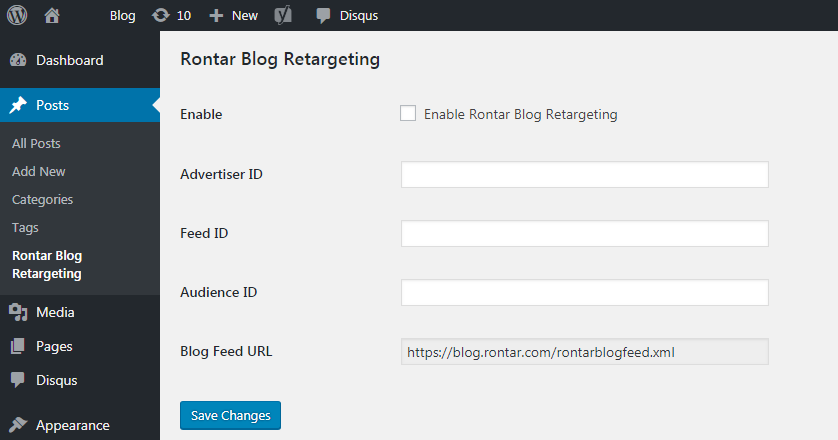 Blog 10 New Disqus
Dashboard
Posts
All Posts
Add New
Categories
Tags
Rontar Blog
Retargeting
Media
Pages
Disqus
Appearance
Rontar Blog Retargeting
Enable Enable Rontar Blog Retargeting
Advertiser ID
Feed ID
Audience ID
Blog Feed URL https://blog.rontar.com/rontarblogfeed.xml
Save Changes